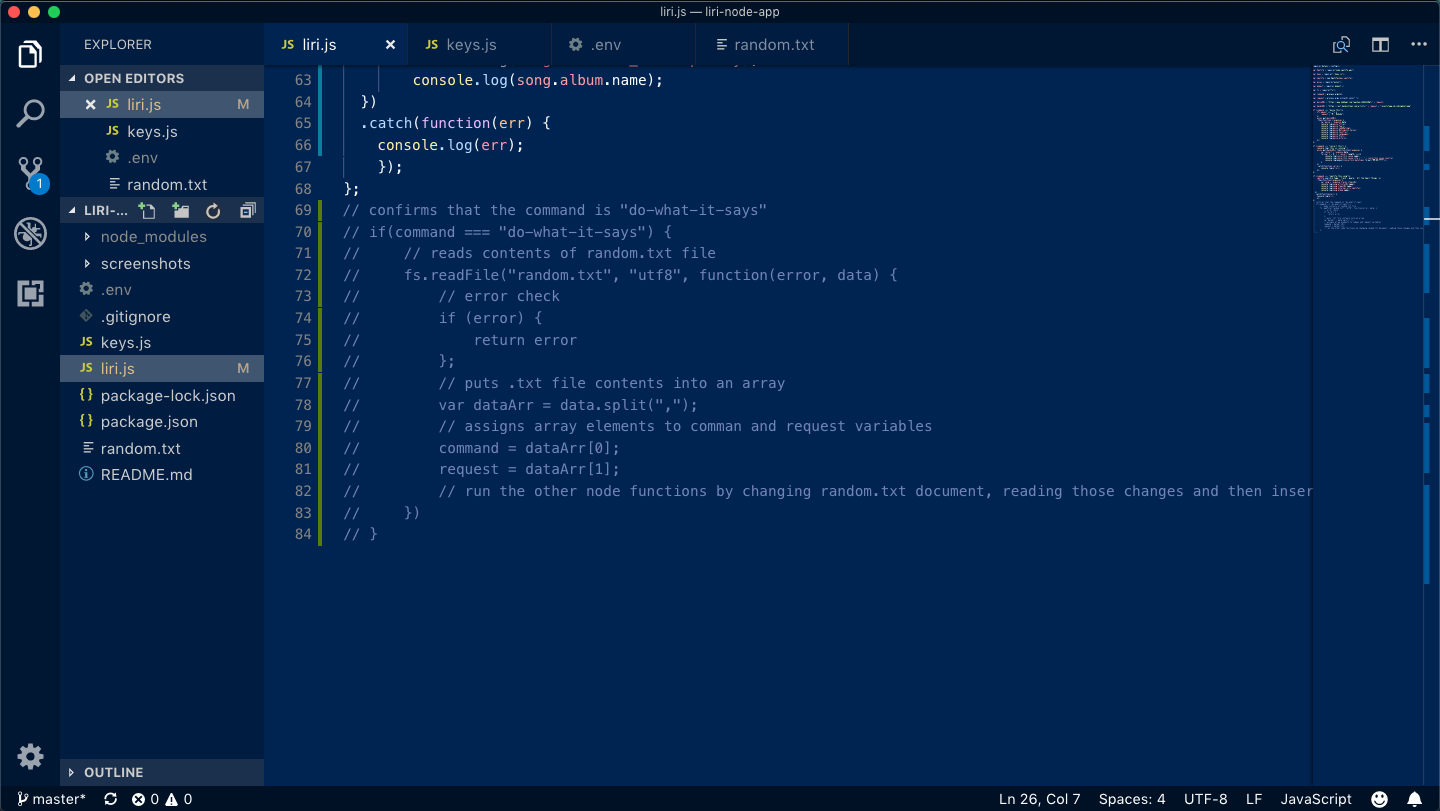 liri.js — liri-node-app
EXPLORER
OPEN EDITORS
JS liri.js M
JS keys.js
.env
random.txt
LIRI-...
node_modules
screenshots
.env
.gitignore
JS keys.js
JS liri.js M
{} package-lock.json
{} package.json
random.txt
README.md
OUTLINE
1
JS liri.js
JS keys.js
.env
random.txt
63 console.log(song.album.name);
64 })
65 .catch(function(err) {
66 console.log(err);
67 });
68 };
69 // confirms that the command is "do-what-it-says"
70 // if(command === "do-what-it-says") {
71 // // reads contents of random.txt file
72 // fs.readFile("random.txt", "utf8", function(error, data) {
73 // // error check
74 // if (error) {
75 // return error
76 // };
77 // // puts .txt file contents into an array
78 // var dataArr = data.split(",");
79 // // assigns array elements to comman and request variables
80 // command = dataArr[0];
81 // request = dataArr[1];
82 // // run the other node functions by changing random.txt document, reading those changes and then inser
83 // })
84 // }
master* 0 0 Ln 26, Col 7 Spaces: 4 UTF-8 LF JavaScript